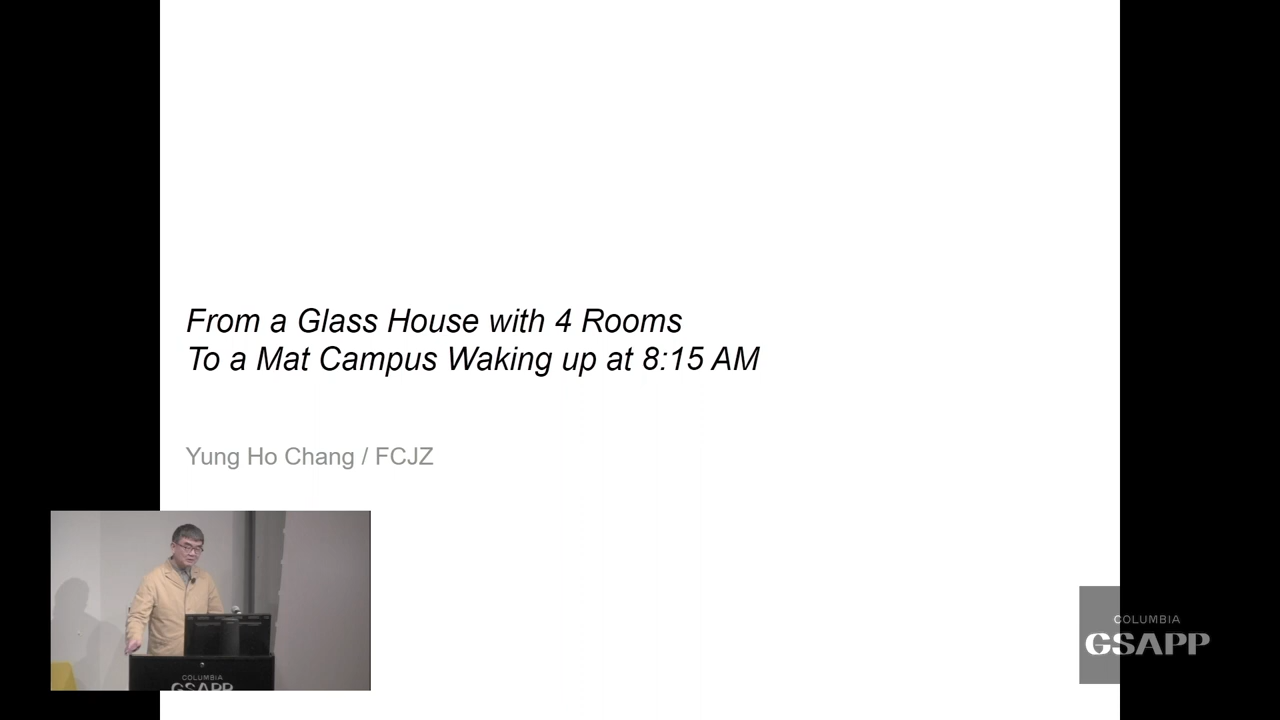 From a Glass House with 4 Rooms
To a Mat Campus Waking up at 8:15 AM
Yung Ho Chang / FCJZ
COLUMBIA
GSAPP
COLUMBIA
GSAPP